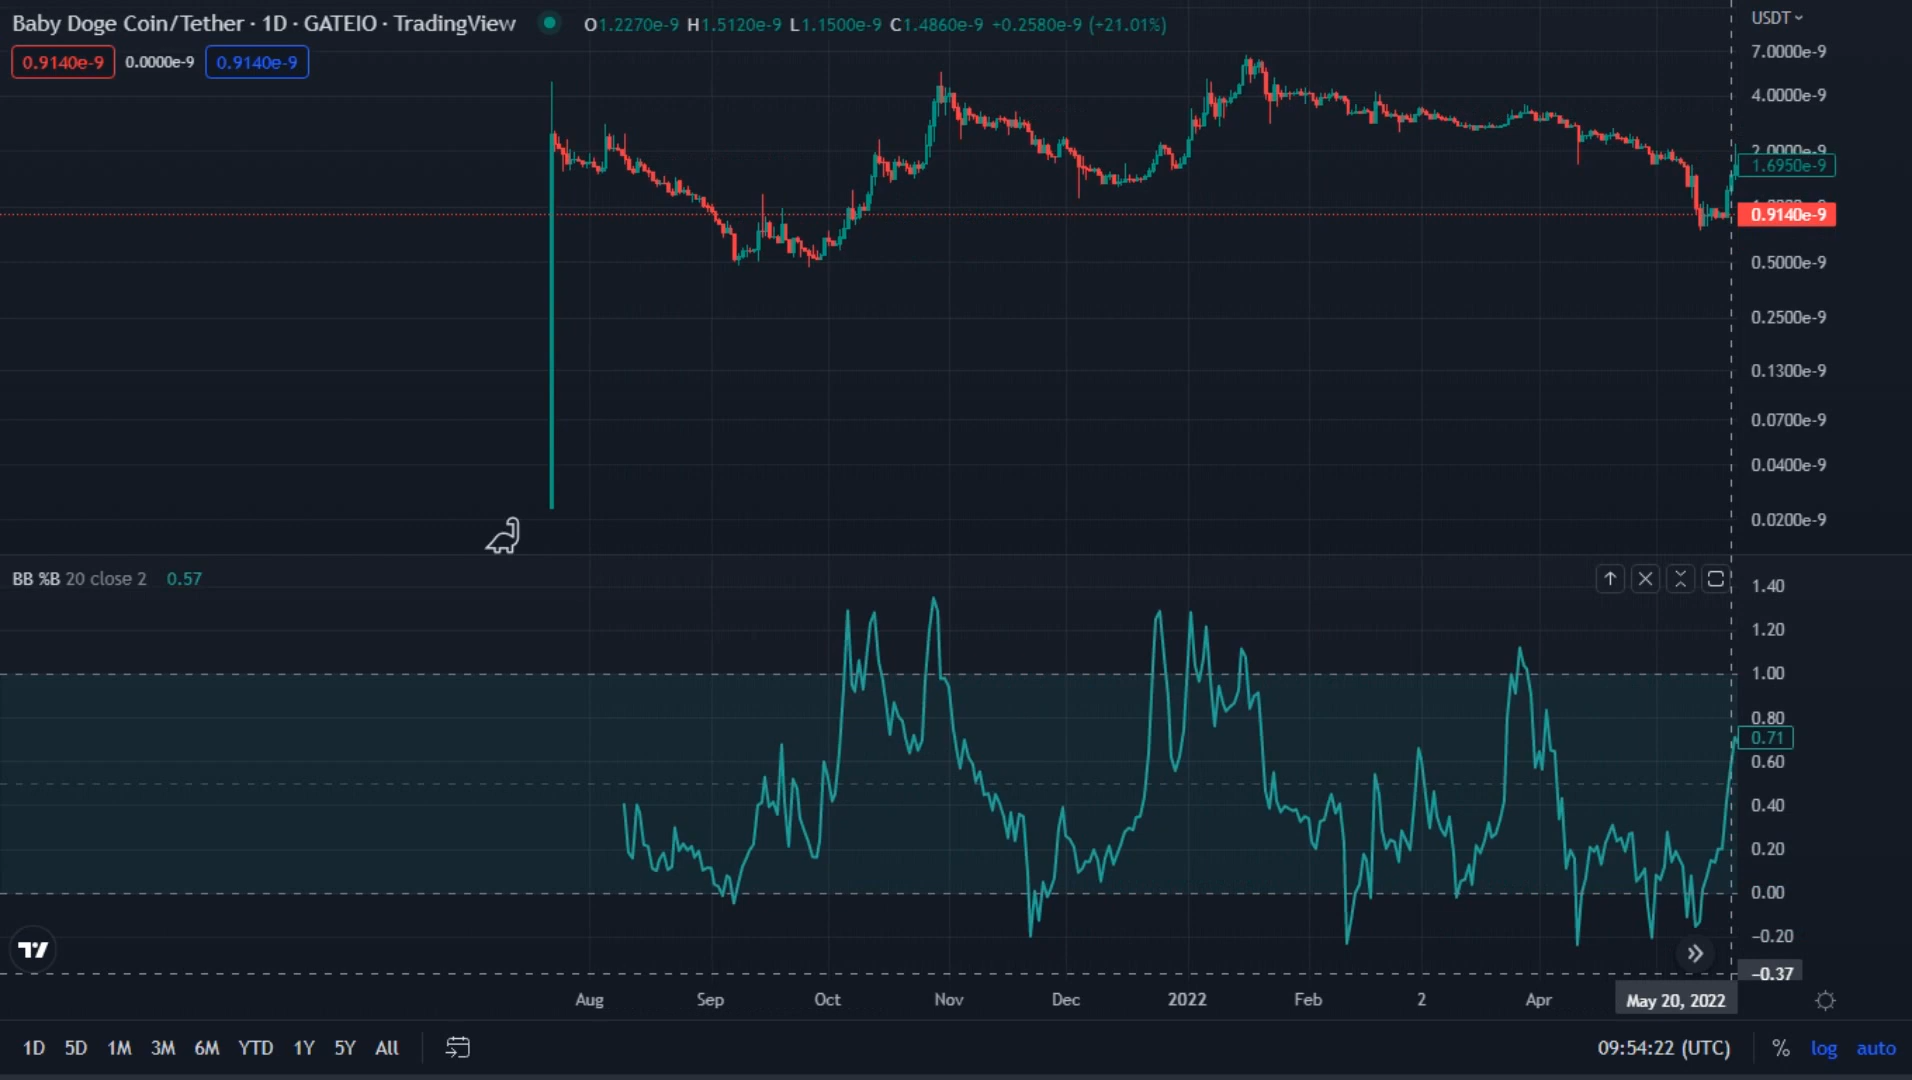 Baby Doge Coin/Tether · 1D · GATEIO · TradingView O1.2270e-9 H1.5120e-9 L1.1500e-9 C1.4860e-9 +0.2580e-9 (+21.01%)
USDT
0.9140e-9 0.0000e-9 0.9140e-9
7.0000e-9
4.0000e-9
2.0000e-9
1.6950e-9
0.9140e-9
0.5000e-9
0.2500e-9
0.1300e-9
0.0700e-9
0.0400e-9
0.0200e-9
BB %B 20 close 2 0.57
1.40
1.20
1.00
0.80
0.71
0.60
0.40
0.20
0.00
−0.20
−0.37
Aug Sep Oct Nov Dec 2022 Feb 2 Apr May 20, 2022
1D 5D 1M 3M 6M YTD 1Y 5Y All 09:54:22 (UTC) % log auto